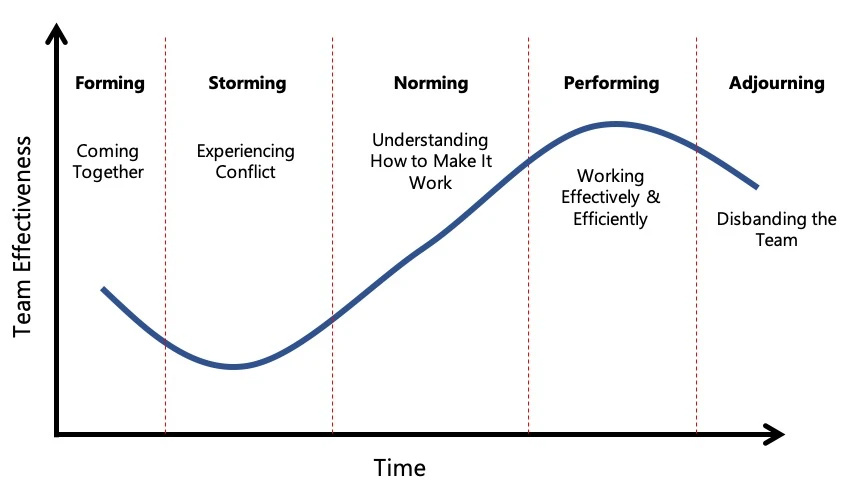 Forming
Storming
Norming
Performing
Adjourning
Coming
Together
Experiencing
Conflict
Understanding
How to Make It
Work
Working
Effectively &
Efficiently
Disbanding the
Team
Team Effectiveness
Time